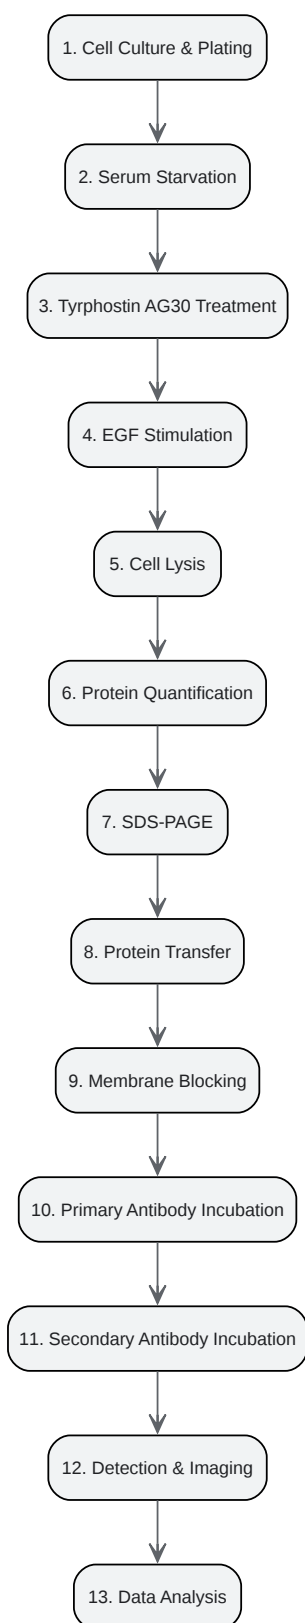 1. Cell Culture & Plating
2. Serum Starvation
3. Tyrphostin AG30 Treatment
4. EGF Stimulation
5. Cell Lysis
6. Protein Quantification
7. SDS-PAGE
8. Protein Transfer
9. Membrane Blocking
10. Primary Antibody Incubation
11. Secondary Antibody Incubation
12. Detection & Imaging
13. Data Analysis